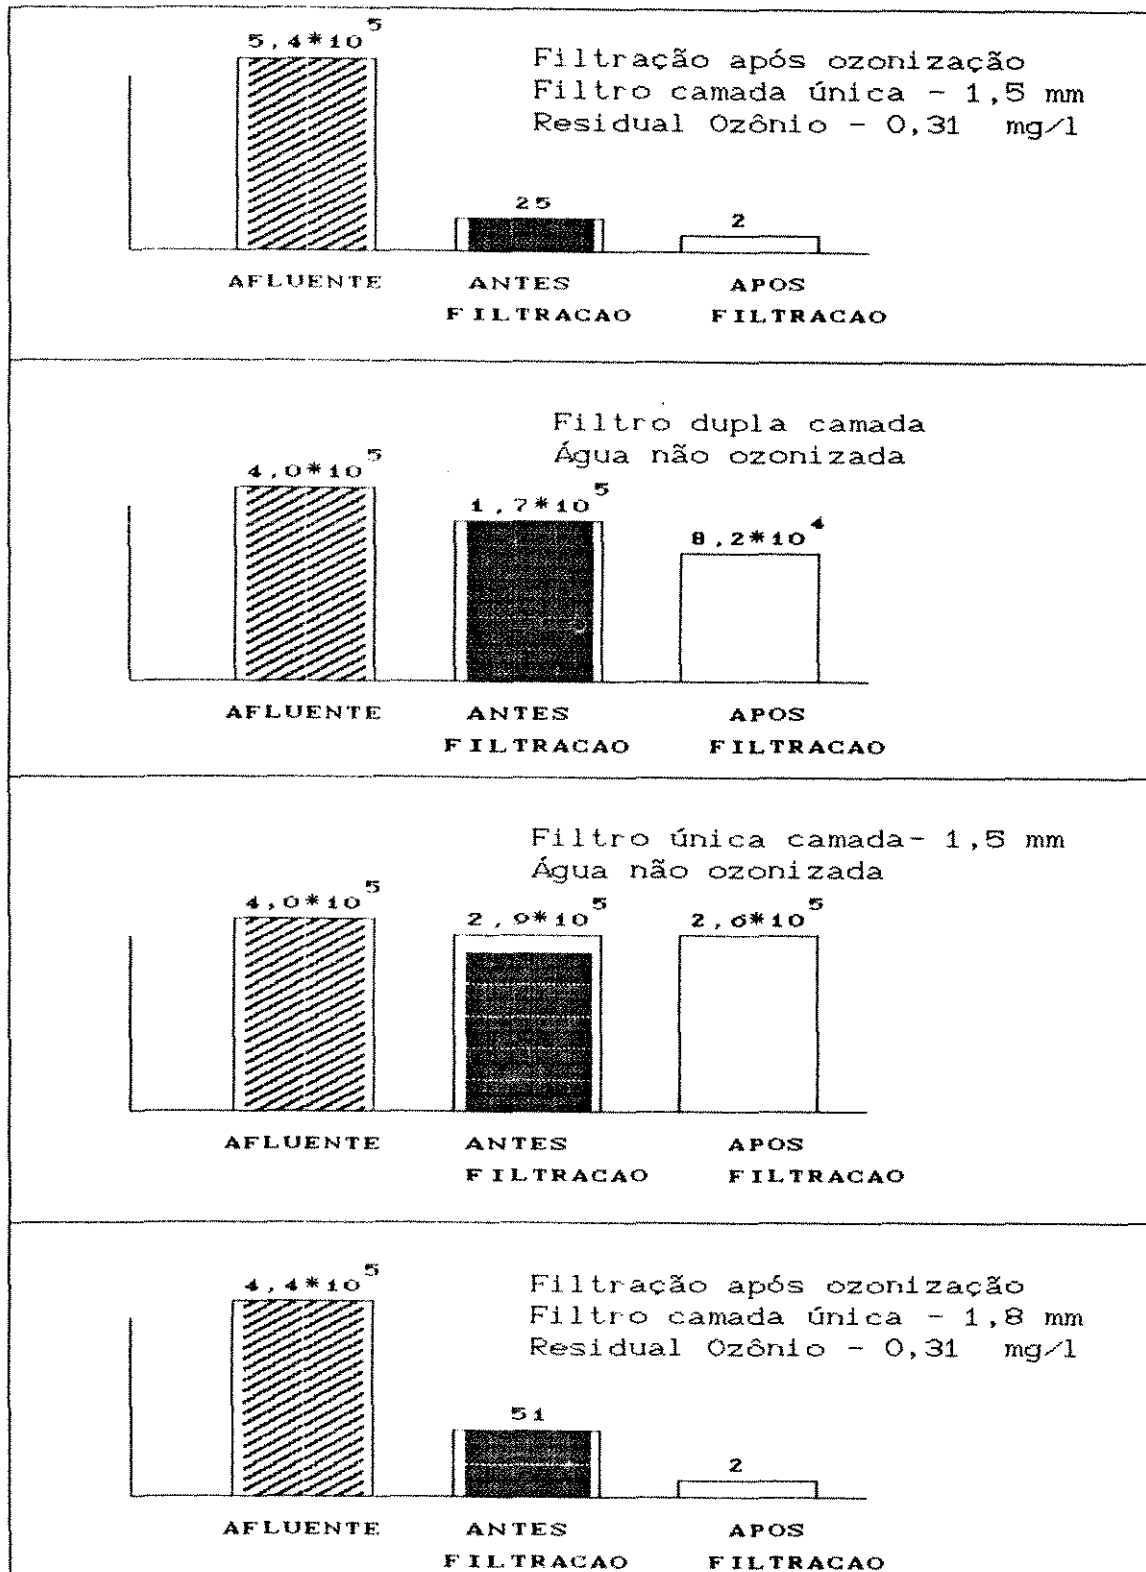 5,4*10^5
Filtração após ozonização
Filtro camada única - 1,5 mm
Residual Ozônio - 0,31 mg/l
25
2
AFLUENTE ANTES APOS
FILTRACAO FILTRACAO
Filtro dupla camada
Água não ozonizada
4,0*10^5
1,7*10^5
8,2*10^4
AFLUENTE ANTES APOS
FILTRACAO FILTRACAO
Filtro única camada- 1,5 mm
Água não ozonizada
4,0*10^5 2,9*10^5 2,6*10^5
AFLUENTE ANTES APOS
FILTRACAO FILTRACAO
4,4*10^5
Filtração após ozonização
Filtro camada única - 1,8 mm
Residual Ozônio - 0,31 mg/l
51
2
AFLUENTE ANTES APOS
FILTRACAO FILTRACAO